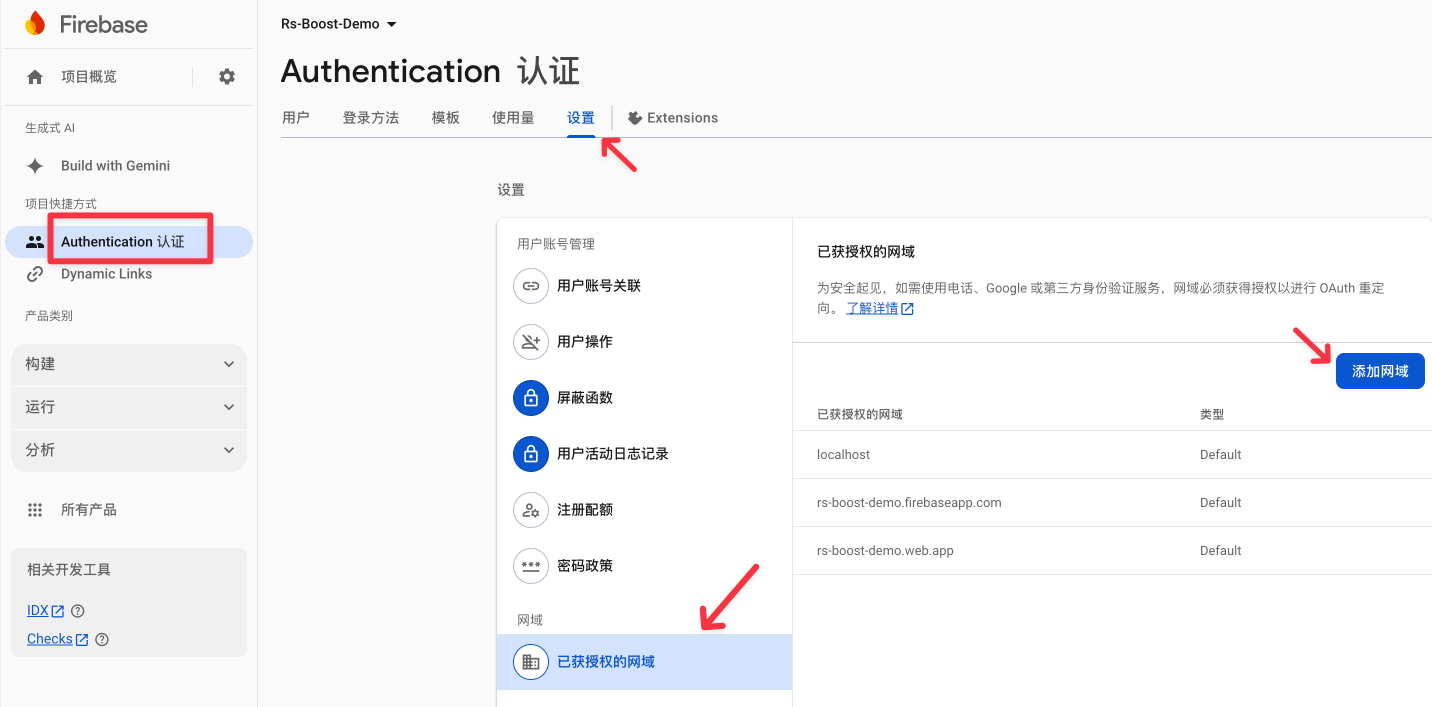 Firebase
项目概览
生成式 AI
Build with Gemini
项目快捷方式
Authentication 认证
Dynamic Links
产品类别
构建
运行
分析
所有产品
相关开发工具
IDX
Checks
Rs-Boost-Demo
Authentication 认证
用户 登录方法 模板 使用量 设置 Extensions
设置
用户账号管理
用户账号关联
用户操作
屏蔽函数
用户活动日志记录
注册配额
密码政策
网域
已获授权的网域
已获授权的网域
为安全起见，如需使用电话、Google 或第三方身份验证服务，网域必须获得授权以进行 OAuth 重定
向。 了解详情
添加网域
已获授权的网域 类型
localhost Default
rs-boost-demo.firebaseapp.com Default
rs-boost-demo.web.app Default